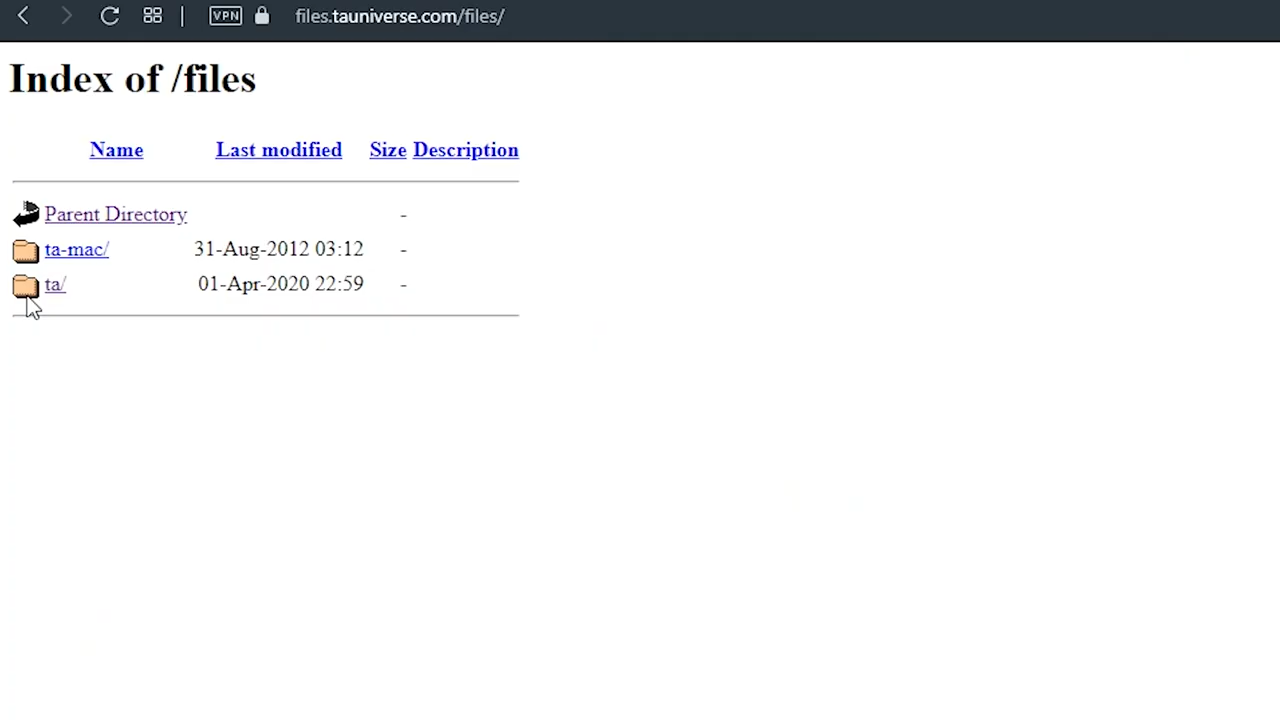 VPN files.tauniverse.com/files/
Index of /files
Name Last modified Size Description
Parent Directory -
ta-mac/ 31-Aug-2012 03:12 -
ta/ 01-Apr-2020 22:59 -